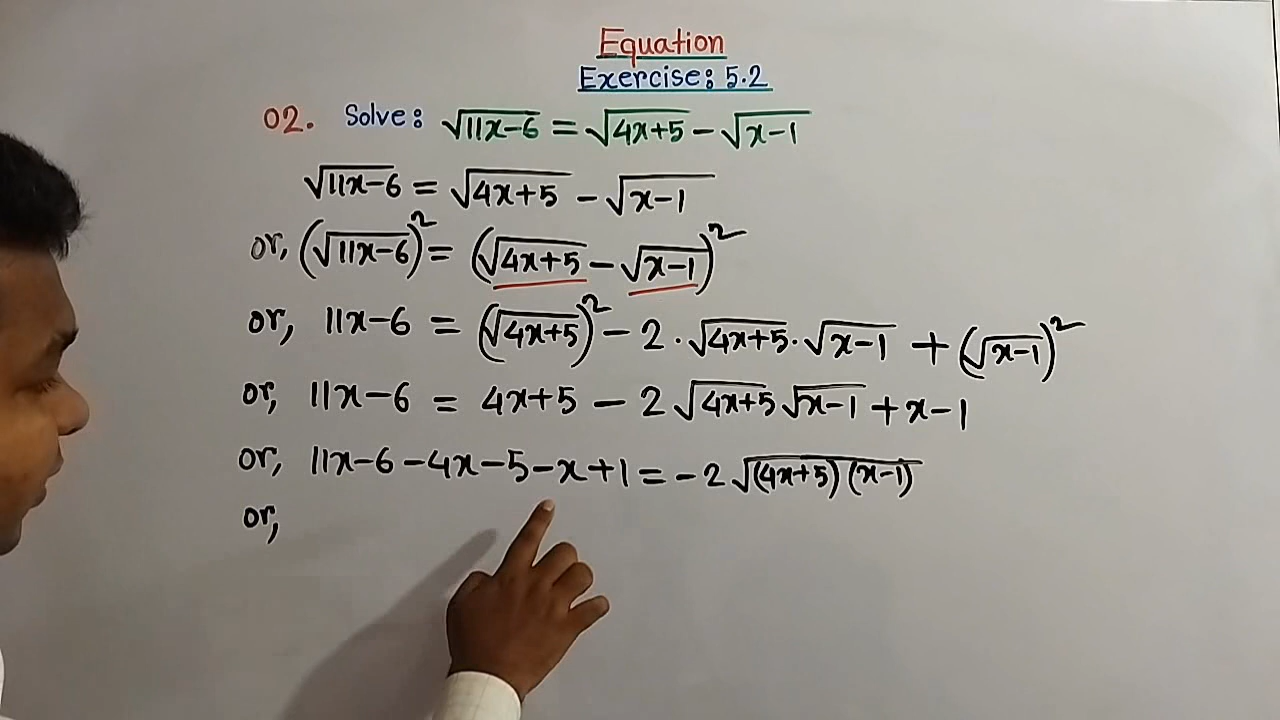 Equation
Exercise: 5.2
02. Solve: √(11x-6) = √(4x+5) - √(x-1)
√(11x-6) = √(4x+5) - √(x-1)
or, (√(11x-6))² = (√(4x+5) - √(x-1))²
or, 11x-6 = (√(4x+5))² - 2·√(4x+5)·√(x-1) + (√(x-1))²
or, 11x-6 = 4x+5 - 2√(4x+5)√(x-1) + x-1
or, 11x-6-4x-5-x+1 = -2√((4x+5)(x-1))
or,